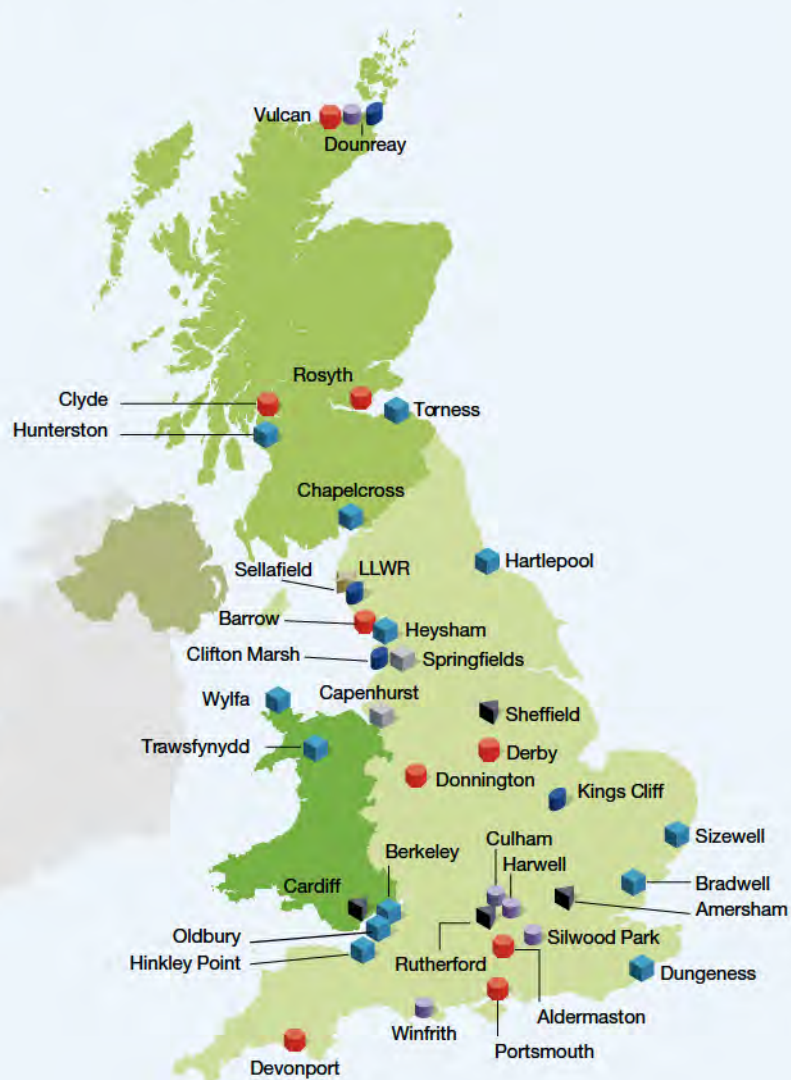 Vulcan
Dounreay
Rosyth
Clyde
Torness
Hunterston
Chapelcross
Hartlepool
Sellafield
LLWR
Barrow
Heysham
Clifton Marsh
Springfields
Wylfa
Capenhurst
Sheffield
Trawsfynydd
Derby
Donnington
Kings Cliff
Sizewell
Culham
Berkeley
Harwell
Cardiff
Bradwell
Amersham
Oldbury
Silwood Park
Hinkley Point
Rutherford
Dungeness
Aldermaston
Winfrith
Portsmouth
Devonport